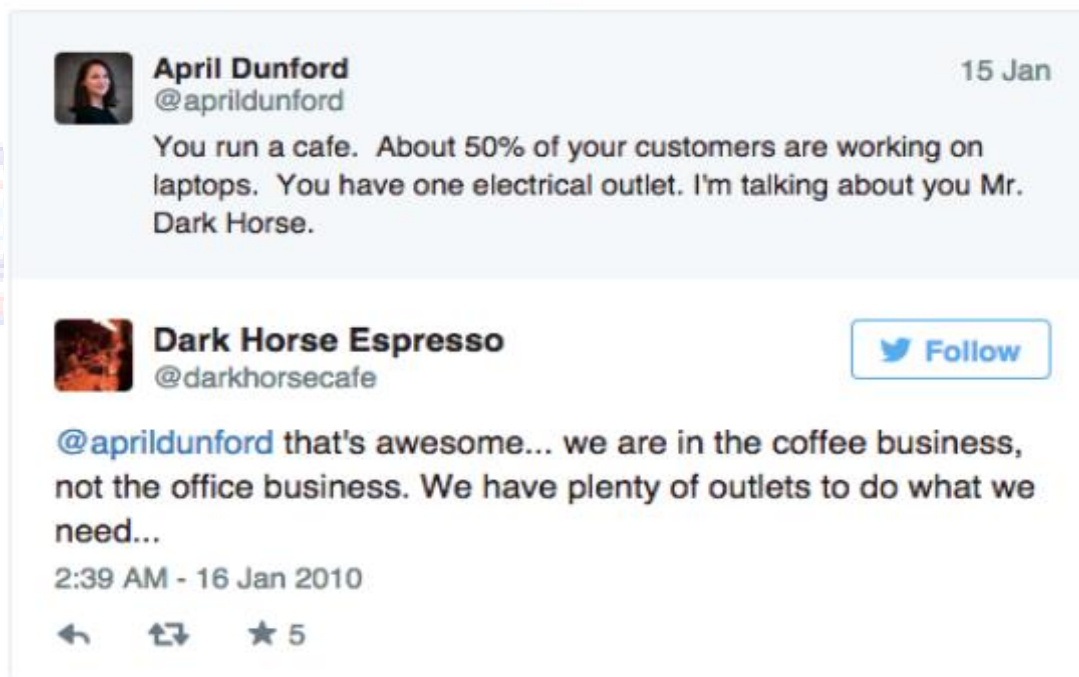 April Dunford
15 Jan
@aprildunford
You run a cafe.  About 50% of your customers are working on
laptops.  You have one electrical outlet. I'm talking about you Mr.
Dark Horse.
Dark Horse Espresso
Follow
@darkhorsecafe
@aprildunford that's awesome... we are in the coffee business,
not the office business. We have plenty of outlets to do what we
need...
2:39 AM - 16 Jan 2010
5